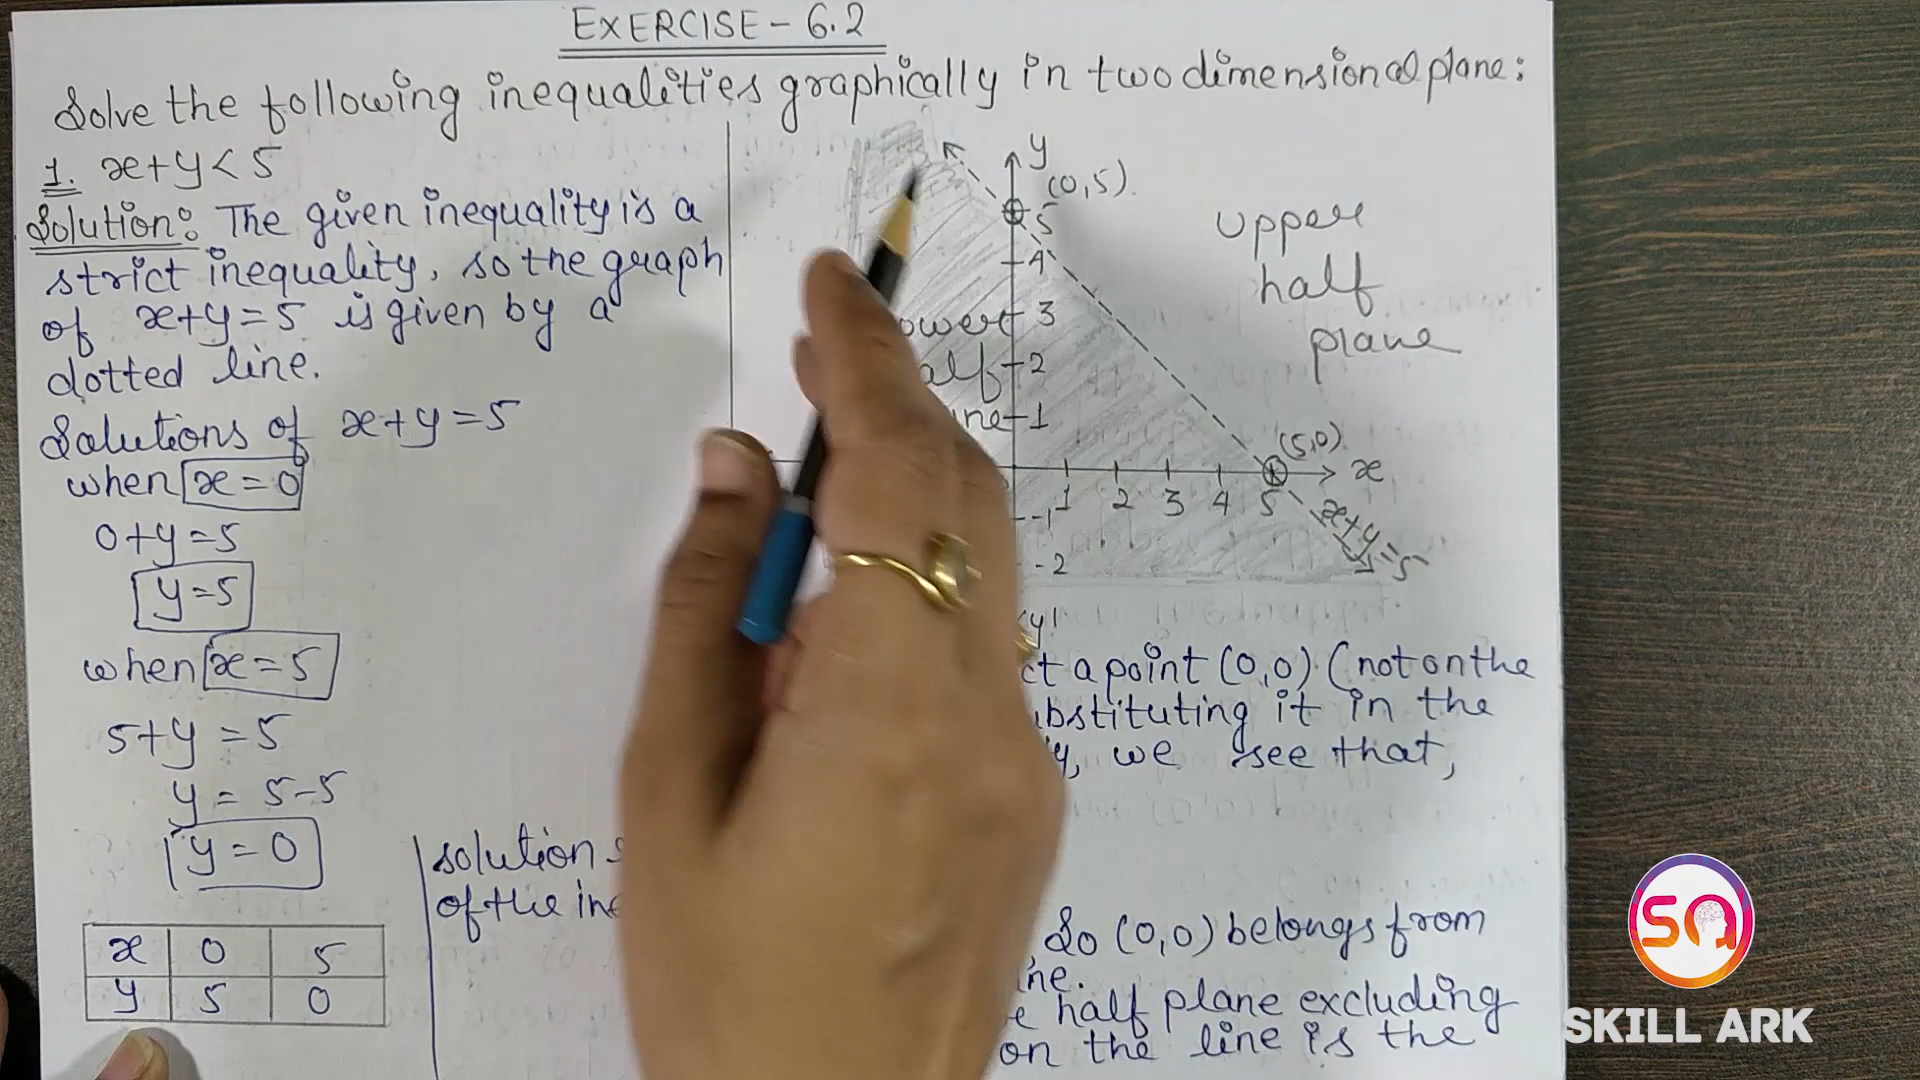 EXERCISE - 6.2
Solve the following inequalities graphically in two dimensional plane:
1. x+y<5
Solution: The given inequality is a
strict inequality, so the graph
of x+y=5 is given by a
dotted line.
Solutions of x+y=5
when x=0
0+y=5
y=5
when x=5
5+y=5
y=5-5
y=0
x 0 5
y 5 0
solution
of the
y
(0,5)
5
4
3
2
1
1 2 3 4 5
(5,0)
x
-1
-2
x+y=5
upper
half
plane
a point (0,0) (not on the
it in the
we see that,
So (0,0) belongs from
half plane excluding
on the line is the
SA
SKILL ARK